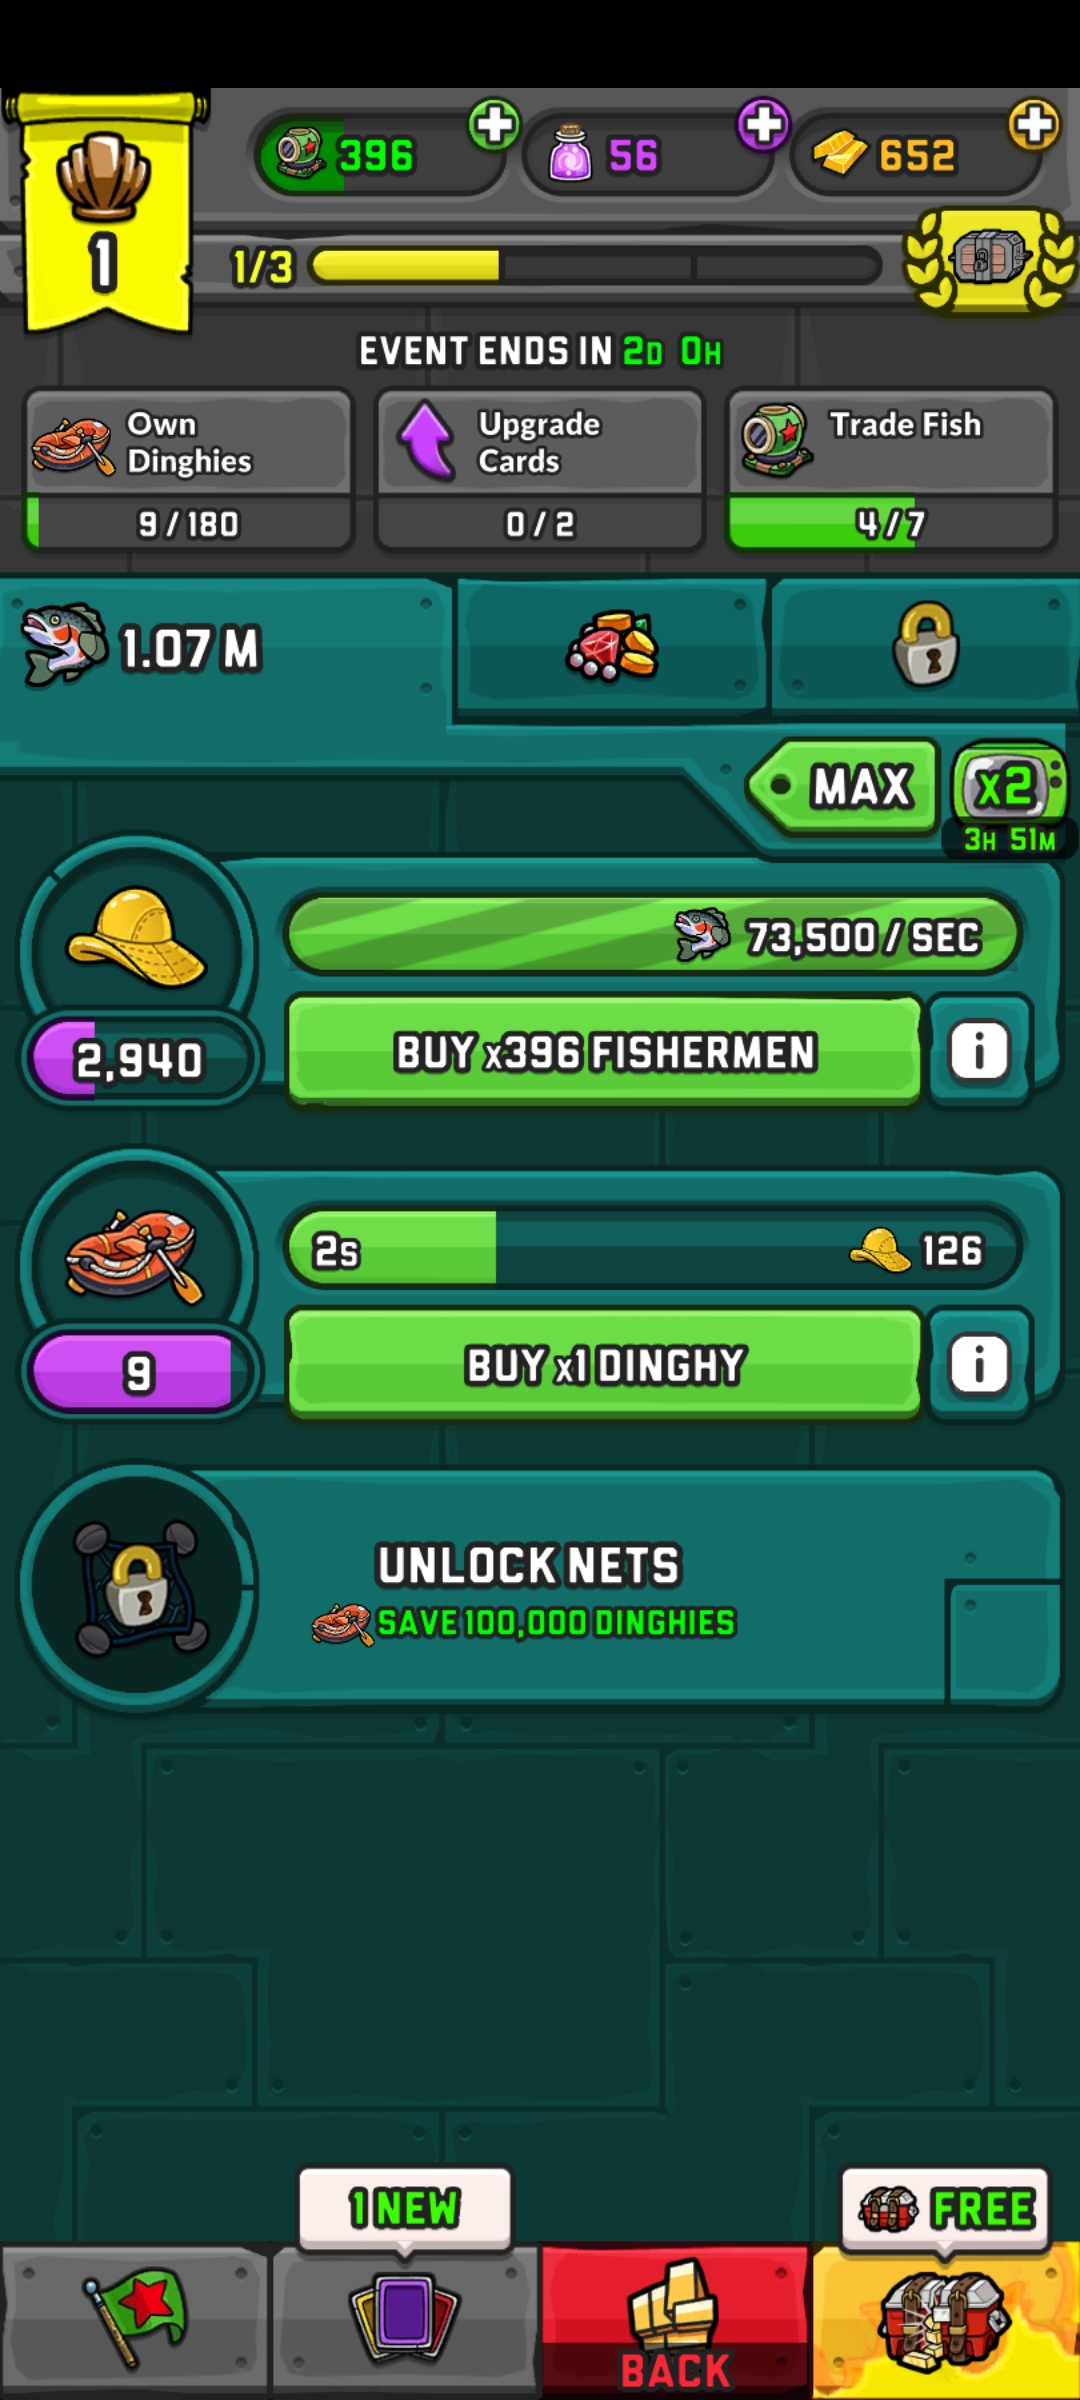 396
56
652
1
1/3
EVENT ENDS IN 2D 0H
Own
Dinghies
9 / 180
Upgrade
Cards
0 / 2
Trade Fish
4 / 7
1.07 M
MAX
x2
3H 51M
73,500 / SEC
2,940
BUY x396 FISHERMEN
i
2s
126
9
BUY x1 DINGHY
i
UNLOCK NETS
SAVE 100,000 DINGHIES
1 NEW
FREE
BACK